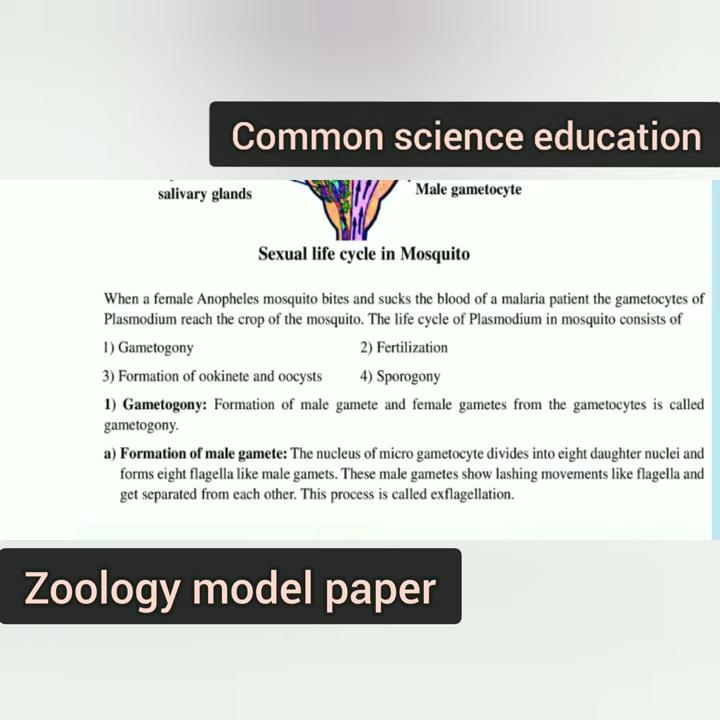 Common science education
salivary glands
Male gametocyte
Sexual life cycle in Mosquito
When a female Anopheles mosquito bites and sucks the blood of a malaria patient the gametocytes of
Plasmodium reach the crop of the mosquito. The life cycle of Plasmodium in mosquito consists of
1) Gametogony
2) Fertilization
3) Formation of ookinete and oocysts
4) Sporogony
1) Gametogony: Formation of male gamete and female gametes from the gametocytes is called
gametogony.
a) Formation of male gamete: The nucleus of micro gametocyte divides into eight daughter nuclei and
forms eight flagella like male gamets. These male gametes show lashing movements like flagella and
get separated from each other. This process is called exflagellation.
Zoology model paper